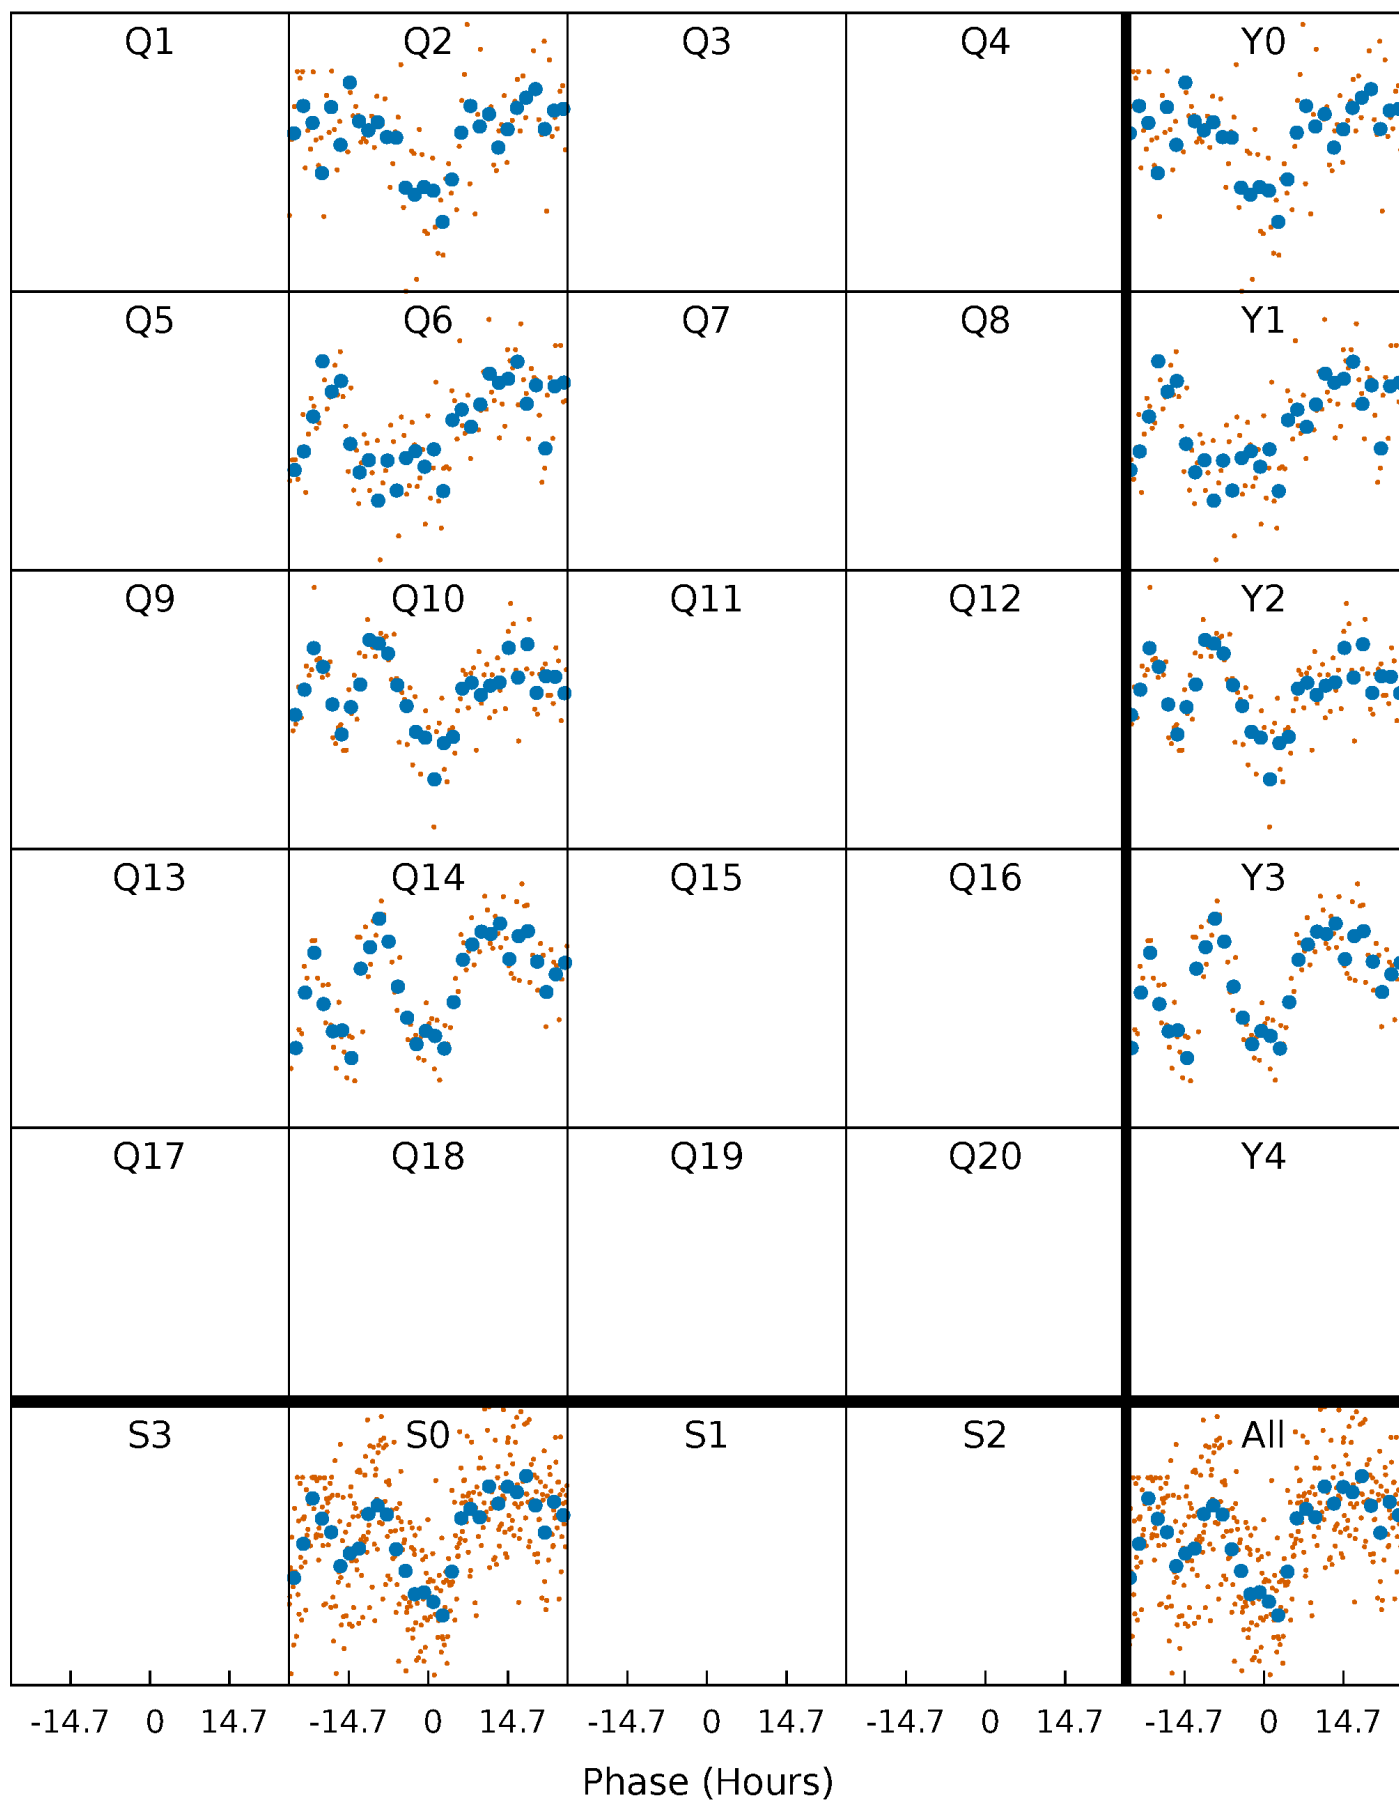 Q1 Q2 Q3 Q4 Y0
Q5 Q6 Q7 Q8 Y1
Q9 Q10 Q11 Q12 Y2
Q13 Q14 Q15 Q16 Y3
Q17 Q18 Q19 Q20 Y4
S3 S0 S1 S2 All
-14.7 0 14.7 -14.7 0 14.7 -14.7 0 14.7 -14.7 0 14.7 -14.7 0 14.7
Phase (Hours)